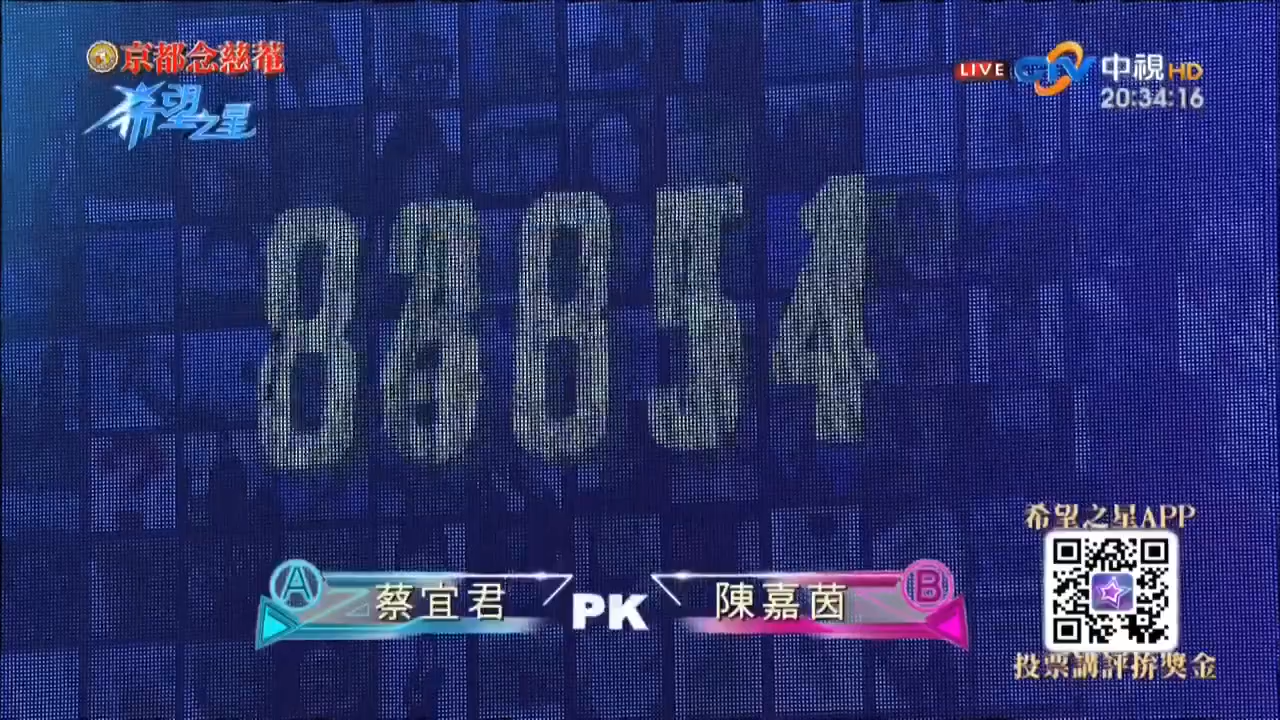 京都念慈菴
希望之星
LIVE CTV 中視HD
20:34:16
希望之星APP
A 蔡宜君 PK 陳嘉茵 B
投票講評拚獎金